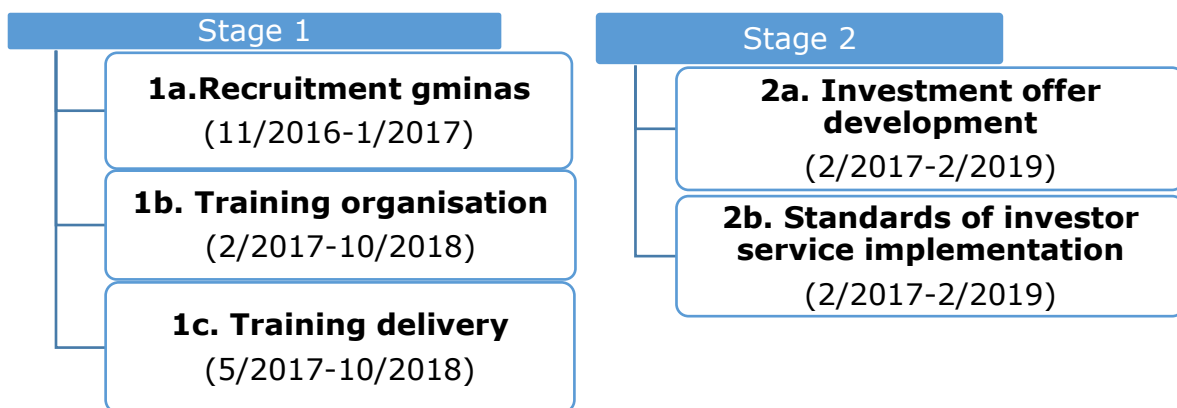 Stage 1
1a.Recruitment gminas
(11/2016-1/2017)
1b. Training organisation
(2/2017-10/2018)
1c. Training delivery
(5/2017-10/2018)
Stage 2
2a. Investment offer
development
(2/2017-2/2019)
2b. Standards of investor
service implementation
(2/2017-2/2019)